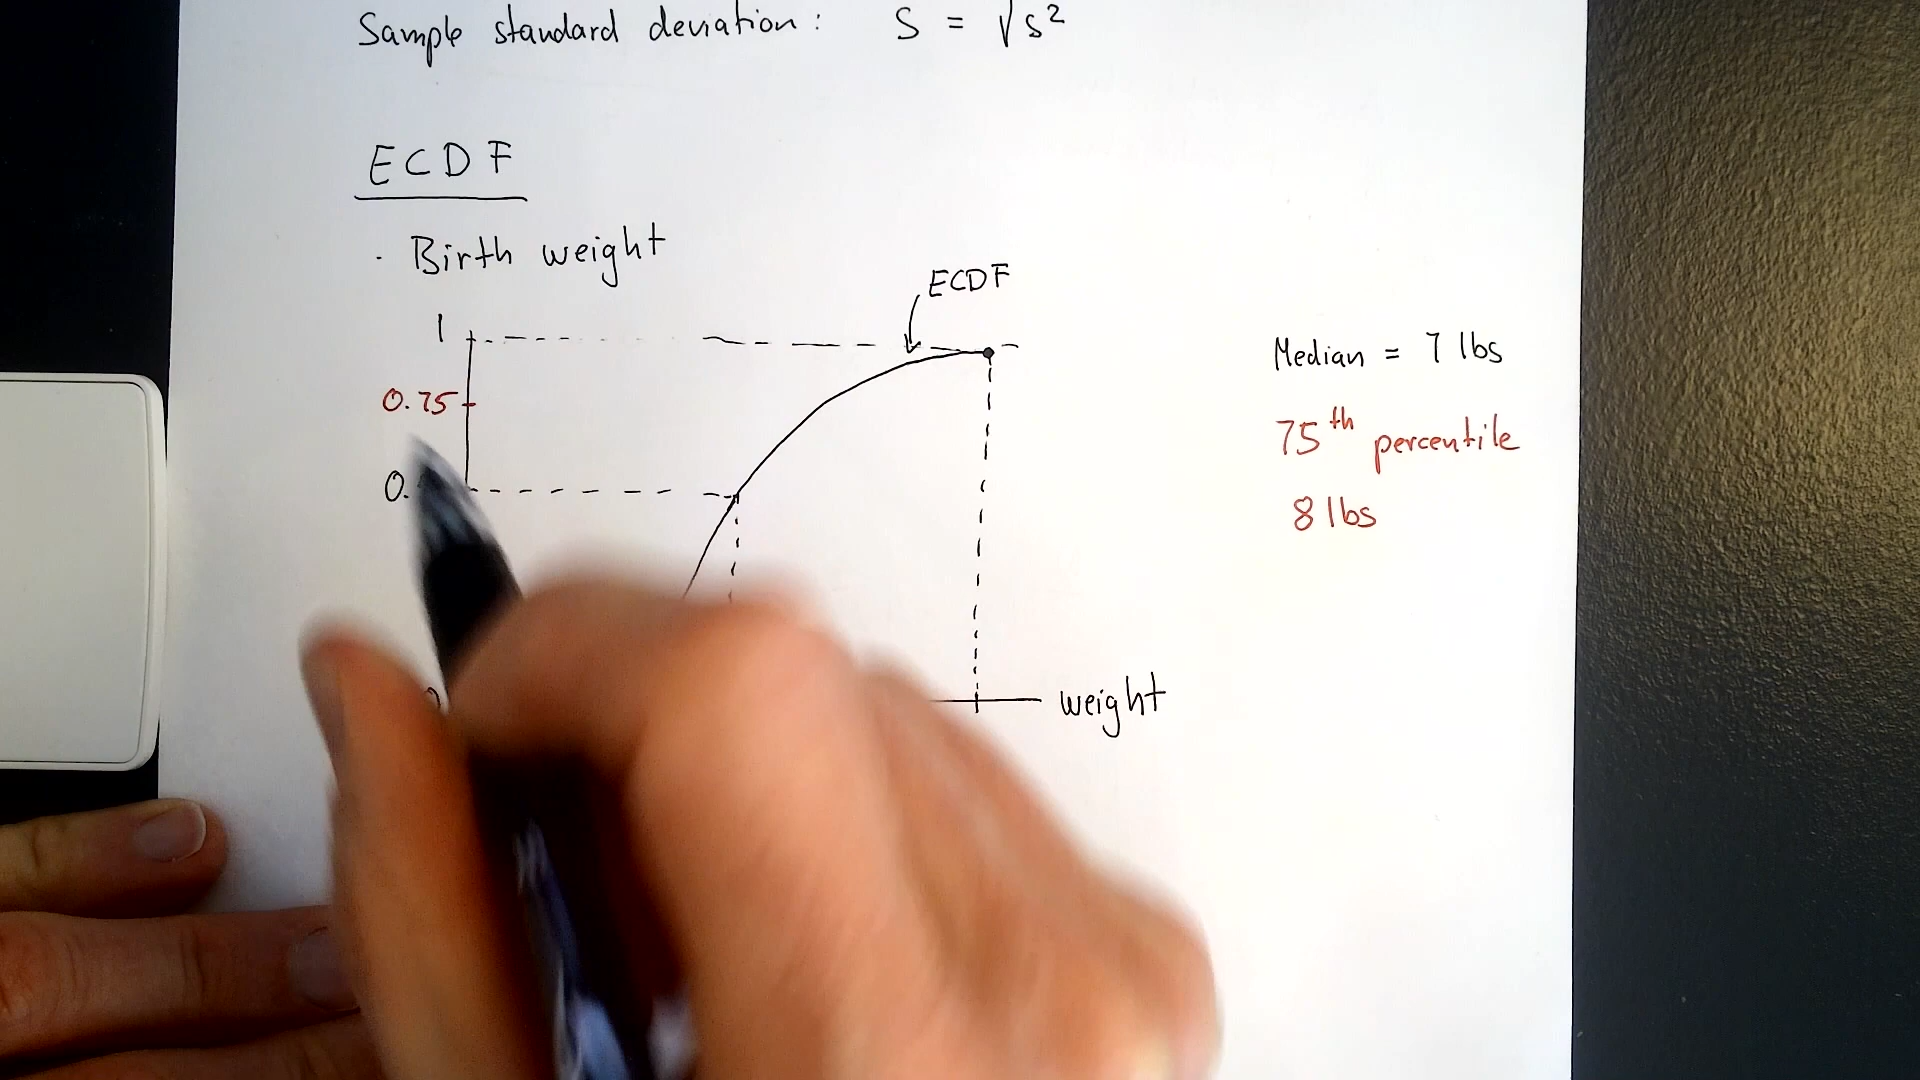 Sample standard deviation: S = √s²
ECDF
· Birth weight
ECDF
1
0.75
0.
weight
Median = 7 lbs
75th percentile
8 lbs